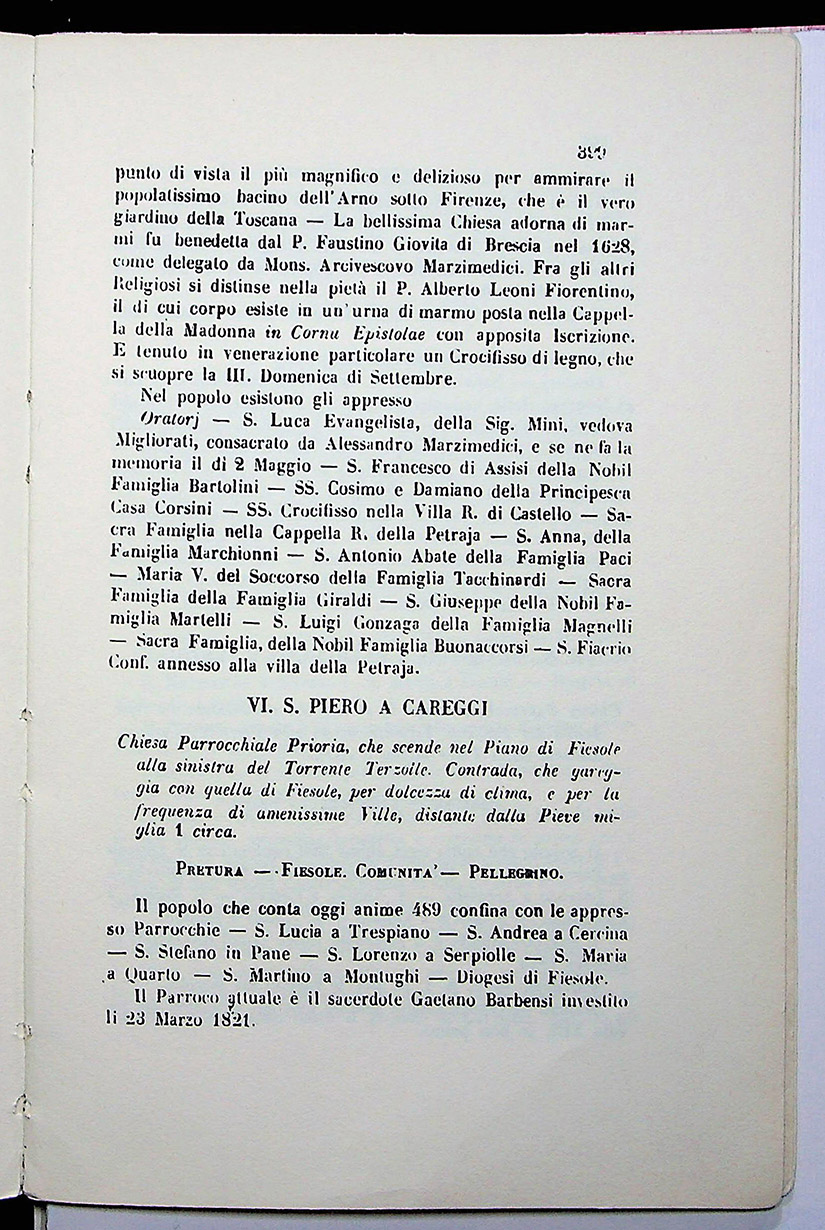 punto di vista il più magnifico e delizioso per ammirare il
popolatissimo bacino dell'Arno sotto Firenze, che è il vero
giardino della Toscana — La bellissima Chiesa adorna di mar-
mi fu benedetta dal P. Faustino Giovita di Brescia nel 1628,
come delegato da Mons. Arcivescovo Marzimedici. Fra gli altri
Religiosi si distinse nella pietà il P. Alberto Leoni Fiorentino,
il di cui corpo esiste in un'urna di marmo posta nella Cappel-
la della Madonna in Cornu Epistolae con apposita Iscrizione.
E tenuto in venerazione particolare un Crocifisso di legno, che
si scuopre la III. Domenica di Settembre.
Nel popolo esistono gli appresso
Oratorj — S. Luca Evangelista, della Sig. Mini, vedova
Migliorati, consacrato da Alessandro Marzimedici, e se ne fa la
memoria il dì 2 Maggio — S. Francesco di Assisi della Nobil
Famiglia Bartolini — SS. Cosimo e Damiano della Principesca
Casa Corsini — SS. Crocifisso nella Villa R. di Castello — Sa-
cra Famiglia nella Cappella R. della Petraja — S. Anna, della
Famiglia Marchionni — S. Antonio Abate della Famiglia Paci
— Maria V. del Soccorso della Famiglia Tacchinardi — Sacra
Famiglia della Famiglia Giraldi — S. Giuseppe della Nobil Fa-
miglia Martelli — S. Luigi Gonzaga della Famiglia Magnelli
— Sacra Famiglia, della Nobil Famiglia Buonaccorsi — S. Fiacrio
Conf. annesso alla villa della Petraja.
VI. S. PIERO A CAREGGI
Chiesa Parrocchiale Prioria, che scende nel Piano di Fiesole
alla sinistra del Torrente Terzolle. Contrada, che gareg-
gia con quella di Fiesole, per dolcezza di clima, e per la
frequenza di amenissime Ville, distante dalla Pieve mi-
glia 1 circa.
PRETURA — FIESOLE. COMUNITA' — PELLEGRINO.
Il popolo che conta oggi anime 489 confina con le appres-
so Parrocchie — S. Lucia a Trespiano — S. Andrea a Cercina
— S. Stefano in Pane — S. Lorenzo a Serpiolle — S. Maria
a Quarto — S. Martino a Montughi — Diogesi di Fiesole.
Il Parroco attuale è il sacerdote Gaetano Barbensi investito
li 23 Marzo 1821.